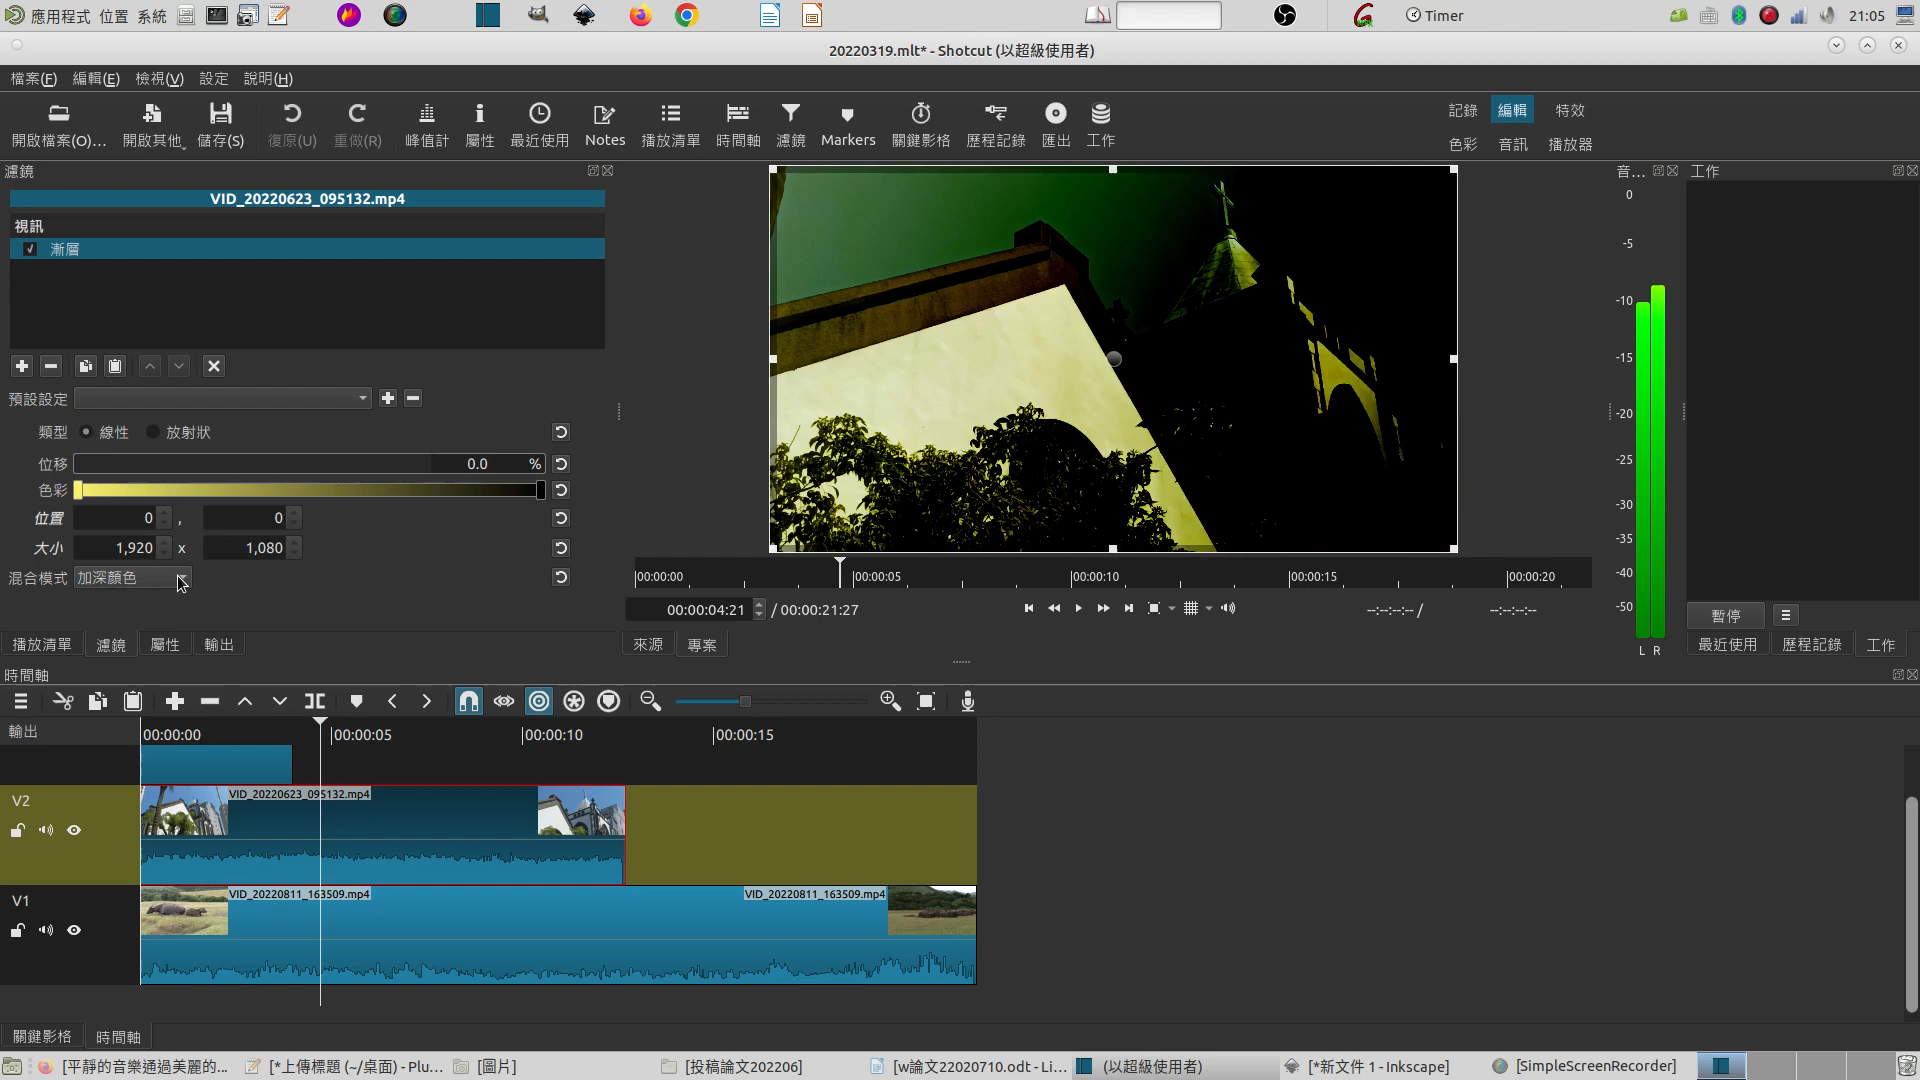 應用程式 位置 系統
Timer
21:05
20220319.mlt* - Shotcut (以超級使用者)
檔案(F) 編輯(E) 檢視(V) 設定 說明(H)
開啟檔案(O)... 開啟其他 儲存(S) 復原(U) 重做(R) 峰值計 屬性 最近使用 Notes 播放清單 時間軸 濾鏡 Markers 關鍵影格 歷程記錄 匯出 工作
記錄 編輯 特效
色彩 音訊 播放器
濾鏡
音...
工作
VID_20220623_095132.mp4
視訊
漸層
預設設定
類型 線性 放射狀
位移 0.0 %
色彩
位置 0 , 0
大小 1,920 x 1,080
混合模式 加深顏色
播放清單 濾鏡 屬性 輸出
00:00:00 00:00:05 00:00:10 00:00:15 00:00:20
00:00:04:21 / 00:00:21:27
--:--:--:-- / --:--:--:--
來源 專案
0
-5
-10
-15
-20
-25
-30
-35
-40
-50
L R
暫停
最近使用 歷程記錄 工作
時間軸
輸出
00:00:00 00:00:05 00:00:10 00:00:15
V2
VID_20220623_095132.mp4
V1
VID_20220811_163509.mp4 VID_20220811_163509.mp4
關鍵影格 時間軸
[平靜的音樂通過美麗的... [*上傳標題 (~/桌面) - Plu... [圖片] [投稿論文202206] [w論文22020710.odt - Li... (以超級使用者) [*新文件 1 - Inkscape] [SimpleScreenRecorder]